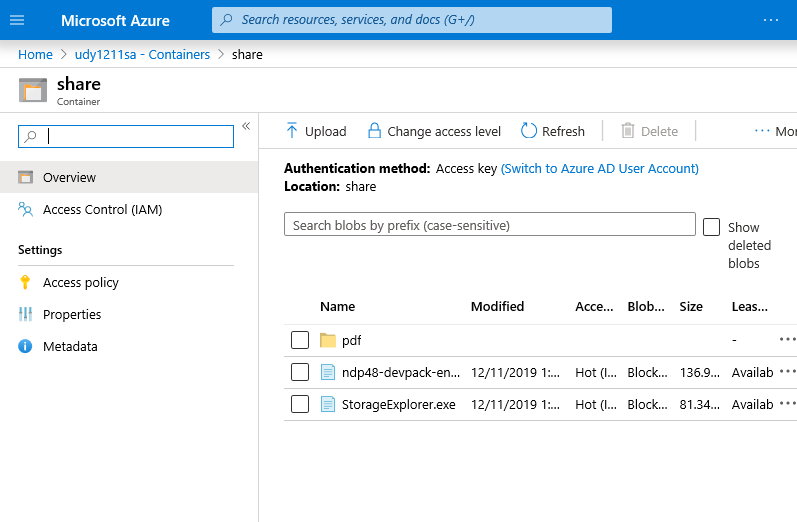 Microsoft Azure
Search resources, services, and docs (G+/)
...
Home > udy1211sa - Containers > share
share
Container
«
Overview
Access Control (IAM)
Settings
Access policy
Properties
Metadata
Upload Change access level Refresh Delete ... Mor
Authentication method: Access key (Switch to Azure AD User Account)
Location: share
Search blobs by prefix (case-sensitive)
Show
deleted
blobs
Name Modified Acce... Blob... Size Leas...
pdf - ...
ndp48-devpack-en... 12/11/2019 1:... Hot (I... Block... 136.9... Availab ...
StorageExplorer.exe 12/11/2019 1:... Hot (I... Block... 81.34... Availab ...